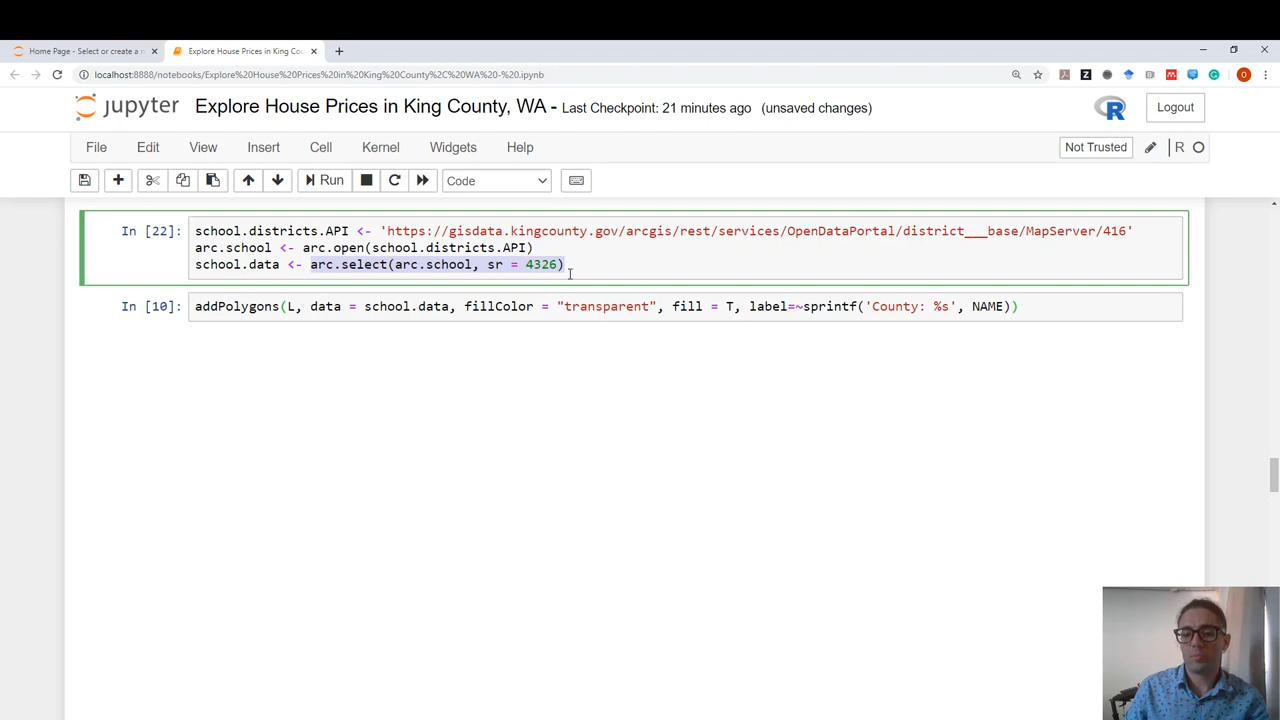 Home Page - Select or create a n
Explore House Prices in King Cou
localhost:8888/notebooks/Explore%20House%20Prices%20in%20King%20County%2C%20WA%20-%20.ipynb
O
jupyter Explore House Prices in King County, WA - Last Checkpoint: 21 minutes ago (unsaved changes) R Logout
File Edit View Insert Cell Kernel Widgets Help Not Trusted R
Run Code
In [22]: school.districts.API <- 'https://gisdata.kingcounty.gov/arcgis/rest/services/OpenDataPortal/district___base/MapServer/416'
arc.school <- arc.open(school.districts.API)
school.data <- arc.select(arc.school, sr = 4326)
In [10]: addPolygons(L, data = school.data, fillColor = "transparent", fill = T, label=~sprintf('County: %s', NAME))